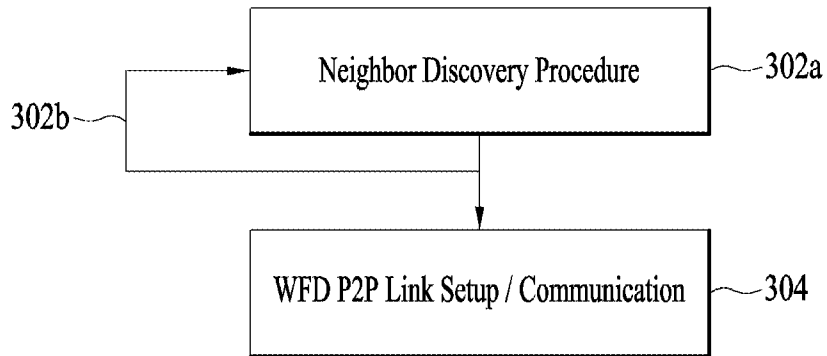 Neighbor Discovery Procedure
302a
302b
WFD P2P Link Setup / Communication
304